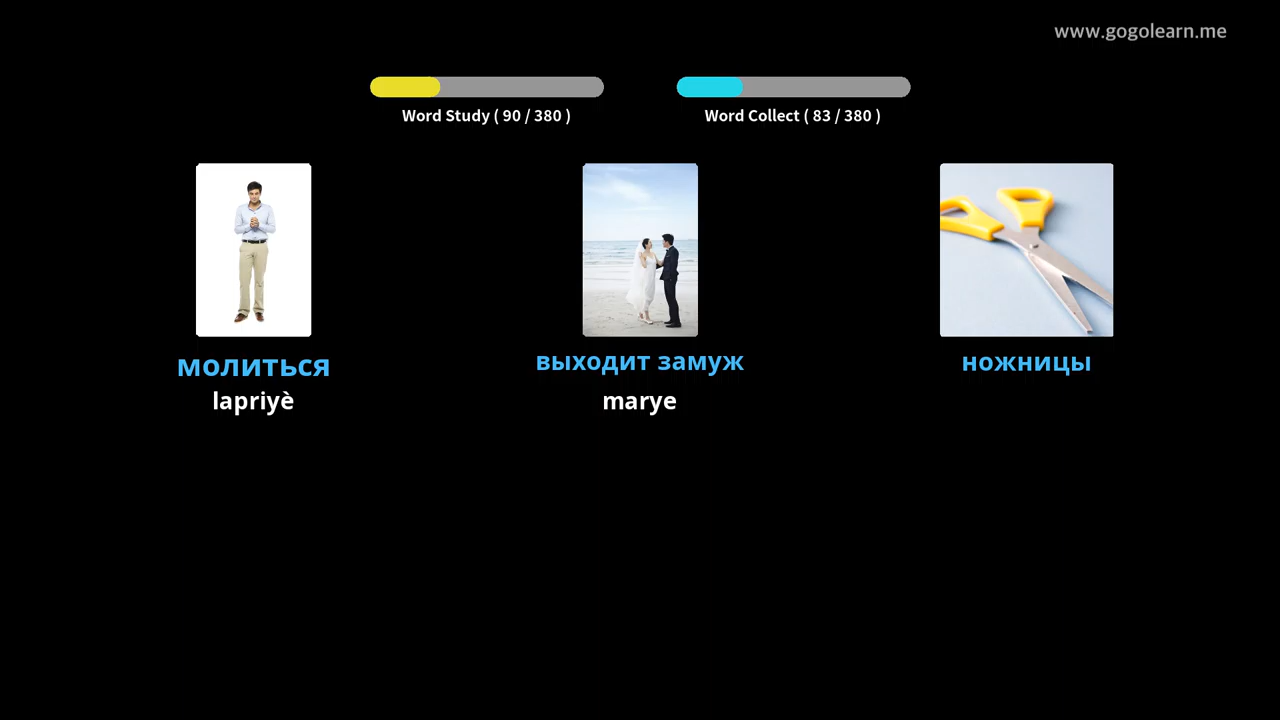 www.gogolearn.me
Word Study ( 90 / 380 )
Word Collect ( 83 / 380 )
молиться
lapriyè
выходит замуж
marye
ножницы